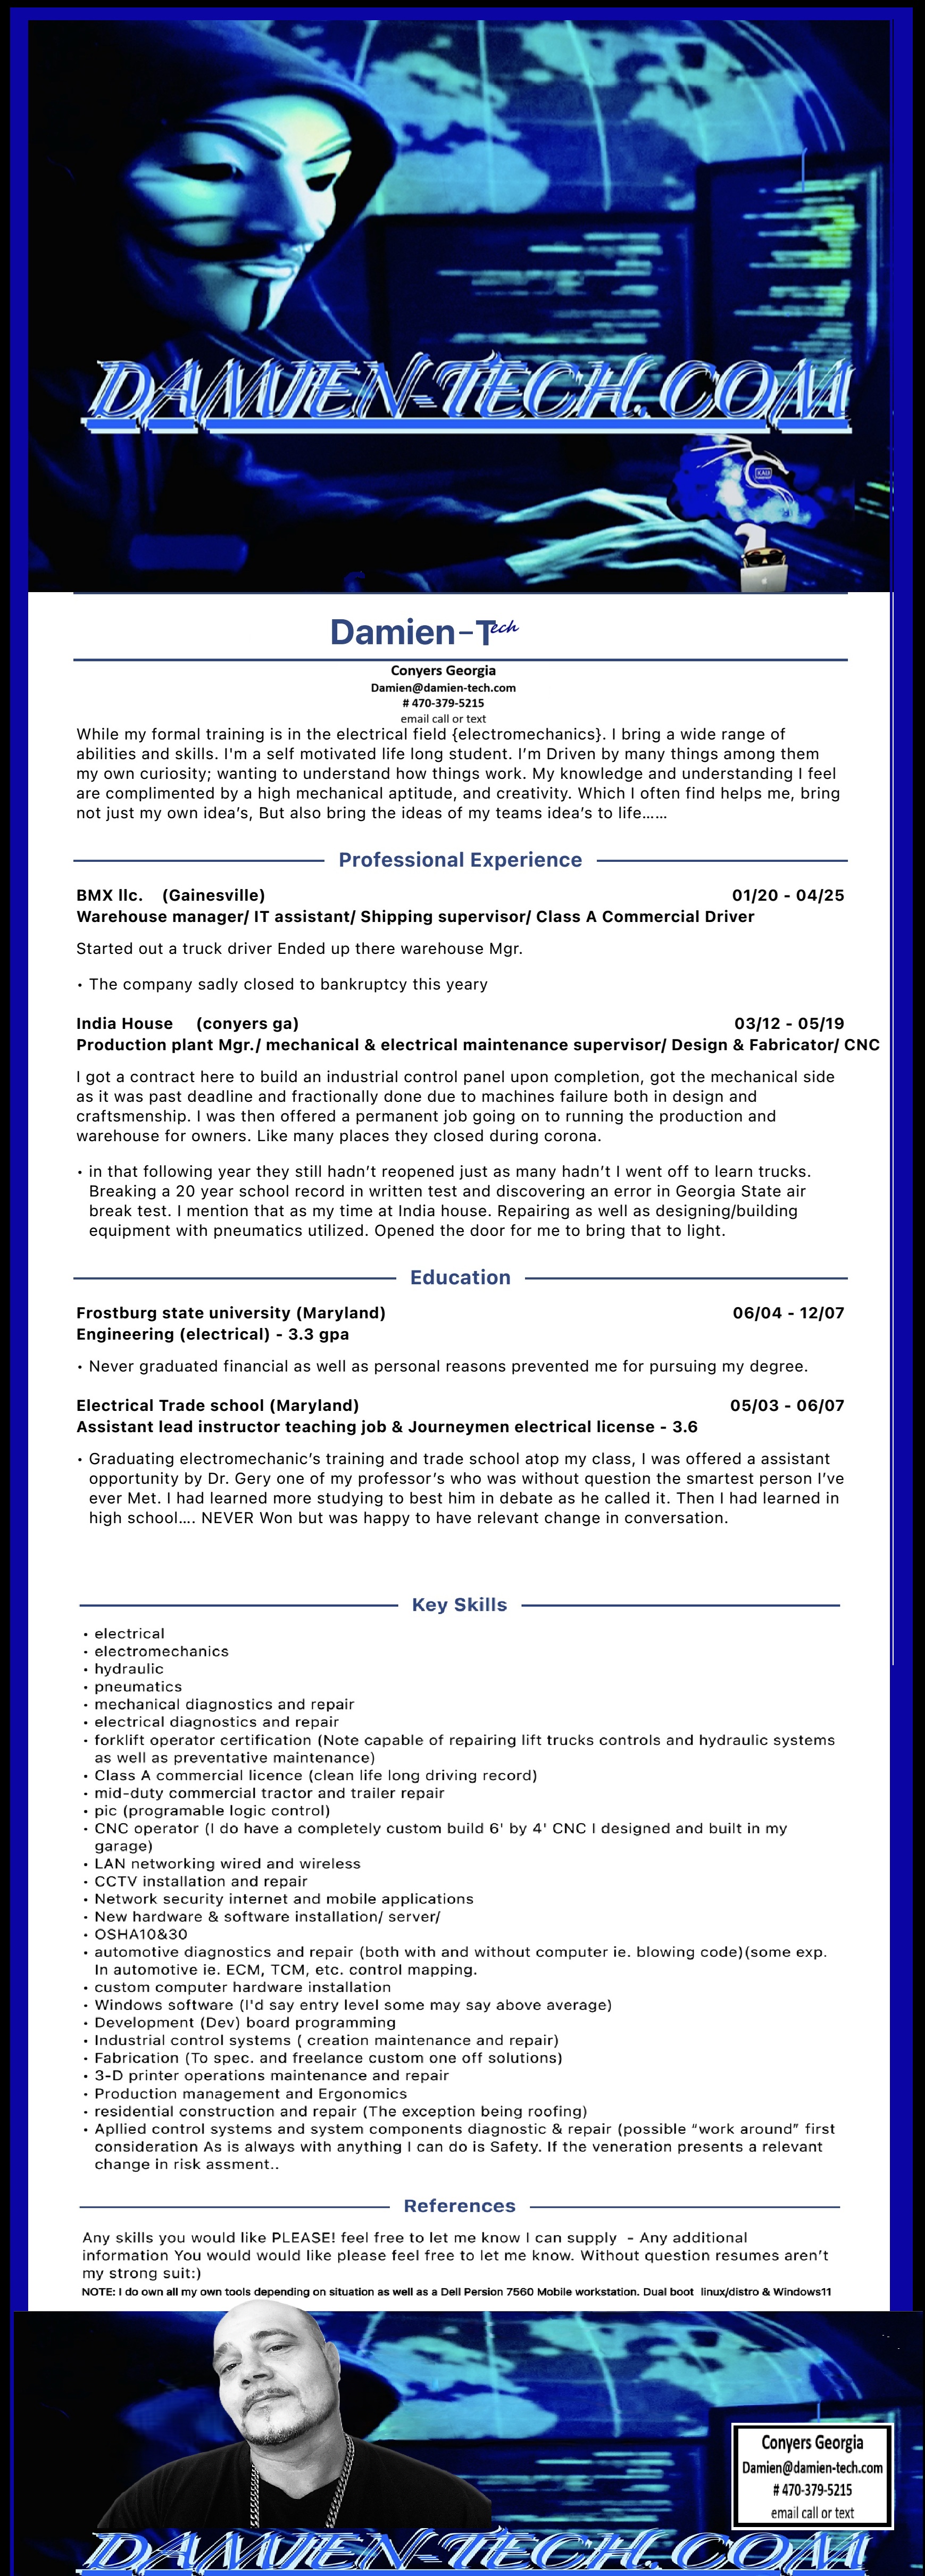 DAMIEN-TECH.COM
KALI
Damien-Tech
Conyers Georgia
Damien@damien-tech.com
# 470-379-5215
email call or text
While my formal training is in the electrical field {electromechanics}. I bring a wide range of
abilities and skills. I'm a self motivated life long student. I’m Driven by many things among them
my own curiosity; wanting to understand how things work. My knowledge and understanding I feel
are complimented by a high mechanical aptitude, and creativity. Which I often find helps me, bring
not just my own idea’s, But also bring the ideas of my teams idea’s to life......
Professional Experience
BMX llc. (Gainesville) 01/20 - 04/25
Warehouse manager/ IT assistant/ Shipping supervisor/ Class A Commercial Driver
Started out a truck driver Ended up there warehouse Mgr.
• The company sadly closed to bankruptcy this yeary
India House (conyers ga) 03/12 - 05/19
Production plant Mgr./ mechanical & electrical maintenance supervisor/ Design & Fabricator/ CNC
I got a contract here to build an industrial control panel upon completion, got the mechanical side
as it was past deadline and fractionally done due to machines failure both in design and
craftsmenship. I was then offered a permanent job going on to running the production and
warehouse for owners. Like many places they closed during corona.
• in that following year they still hadn’t reopened just as many hadn’t I went off to learn trucks.
Breaking a 20 year school record in written test and discovering an error in Georgia State air
break test. I mention that as my time at India house. Repairing as well as designing/building
equipment with pneumatics utilized. Opened the door for me to bring that to light.
Education
Frostburg state university (Maryland) 06/04 - 12/07
Engineering (electrical) - 3.3 gpa
• Never graduated financial as well as personal reasons prevented me for pursuing my degree.
Electrical Trade school (Maryland) 05/03 - 06/07
Assistant lead instructor teaching job & Journeymen electrical license - 3.6
• Graduating electromechanic’s training and trade school atop my class, I was offered a assistant
opportunity by Dr. Gery one of my professor’s who was without question the smartest person I’ve
ever Met. I had learned more studying to best him in debate as he called it. Then I had learned in
high school.... NEVER Won but was happy to have relevant change in conversation.
Key Skills
• electrical
• electromechanics
• hydraulic
• pneumatics
• mechanical diagnostics and repair
• electrical diagnostics and repair
• forklift operator certification (Note capable of repairing lift trucks controls and hydraulic systems
as well as preventative maintenance)
• Class A commercial licence (clean life long driving record)
• mid-duty commercial tractor and trailer repair
• pic (programable logic control)
• CNC operator (I do have a completely custom build 6' by 4' CNC I designed and built in my
garage)
• LAN networking wired and wireless
• CCTV installation and repair
• Network security internet and mobile applications
• New hardware & software installation/ server/
• OSHA10&30
• automotive diagnostics and repair (both with and without computer ie. blowing code)(some exp.
In automotive ie. ECM, TCM, etc. control mapping.
• custom computer hardware installation
• Windows software (I'd say entry level some may say above average)
• Development (Dev) board programming
• Industrial control systems ( creation maintenance and repair)
• Fabrication (To spec. and freelance custom one off solutions)
• 3-D printer operations maintenance and repair
• Production management and Ergonomics
• residential construction and repair (The exception being roofing)
• Apllied control systems and system components diagnostic & repair (possible “work around” first
consideration As is always with anything I can do is Safety. If the veneration presents a relevant
change in risk assment..
References
Any skills you would like PLEASE! feel free to let me know I can supply - Any additional
information You would would like please feel free to let me know. Without question resumes aren’t
my strong suit:)
NOTE: I do own all my own tools depending on situation as well as a Dell Persion 7560 Mobile workstation. Dual boot linux/distro & Windows11
Conyers Georgia
Damien@damien-tech.com
# 470-379-5215
email call or text
DAMIEN-TECH.COM